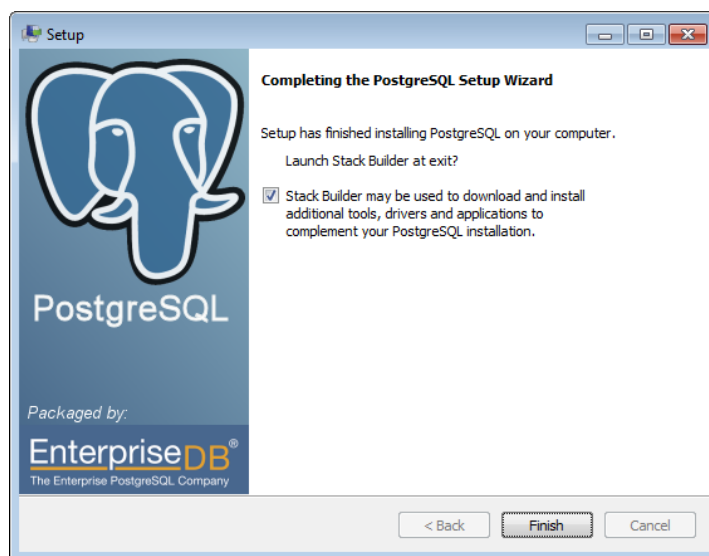 Setup
Completing the PostgreSQL Setup Wizard
Setup has finished installing PostgreSQL on your computer.
Launch Stack Builder at exit?
Stack Builder may be used to download and install
additional tools, drivers and applications to
complement your PostgreSQL installation.
PostgreSQL
Packaged by:
EnterpriseDB®
The Enterprise PostgreSQL Company
< Back
Finish
Cancel